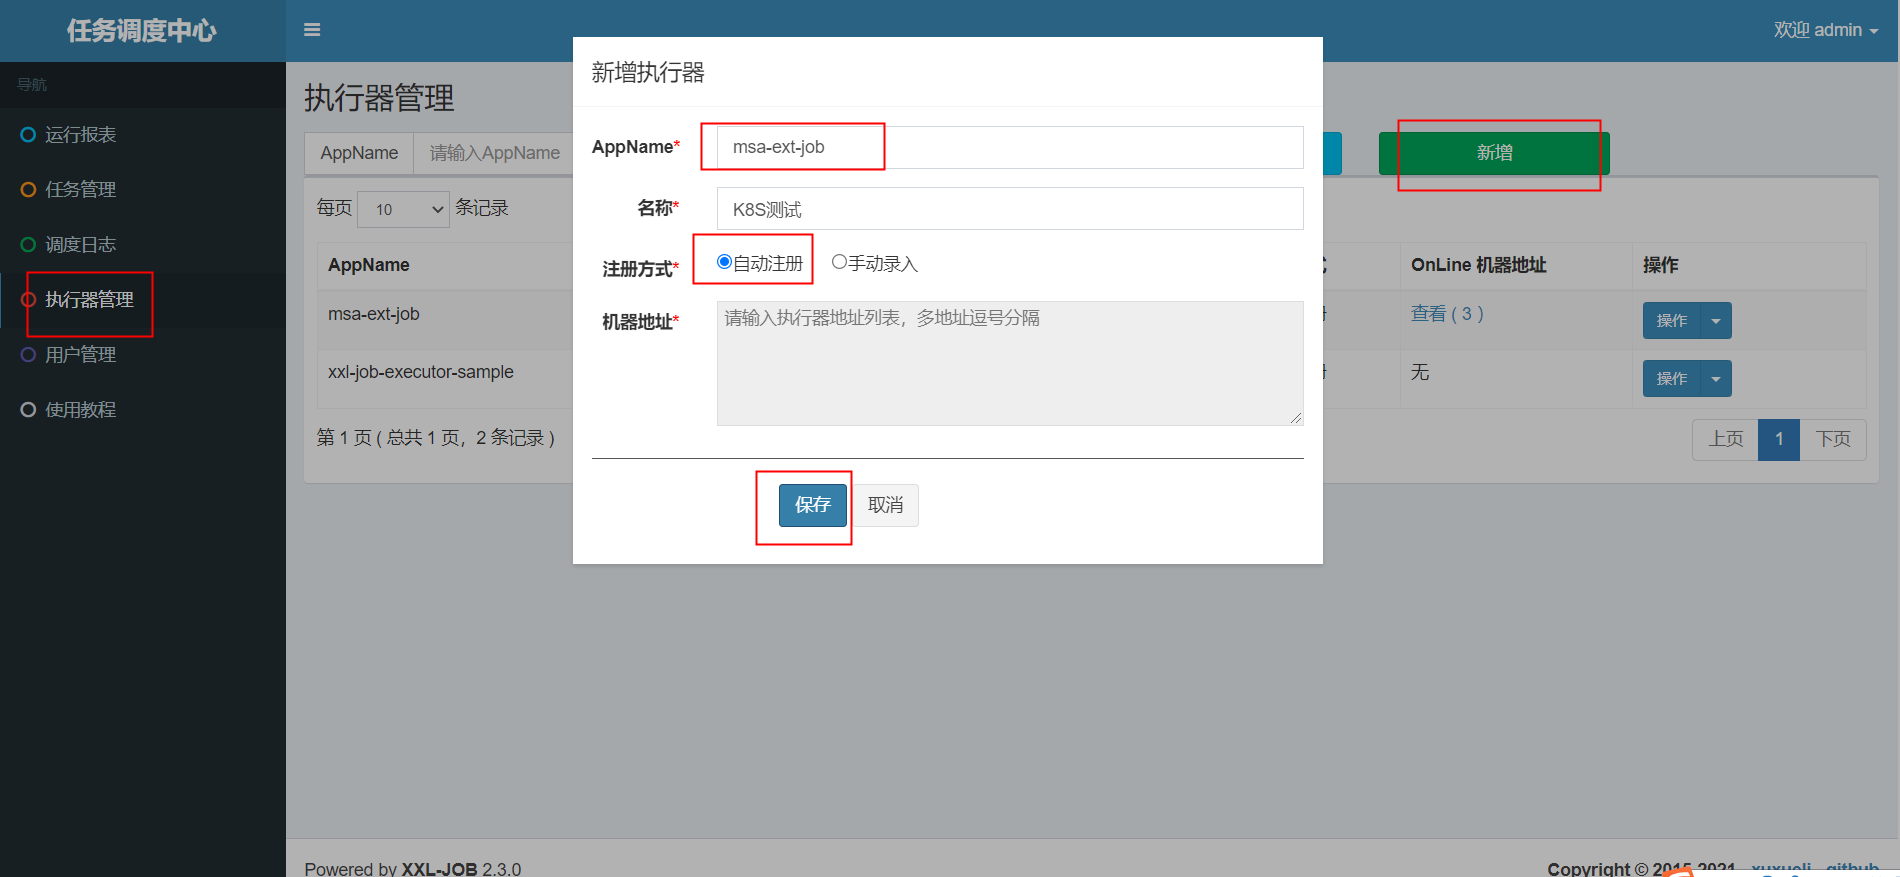 任务调度中心
欢迎 admin
导航
运行报表
任务管理
调度日志
执行器管理
用户管理
使用教程
执行器管理
AppName 请输入AppName
新增
每页 10 条记录
AppName
OnLine 机器地址 操作
msa-ext-job
查看 ( 3 )
操作
xxl-job-executor-sample
无
操作
第 1 页 ( 总共 1 页，2 条记录 )
上页 1 下页
新增执行器
AppName* msa-ext-job
名称* K8S测试
注册方式* 自动注册 手动录入
机器地址* 请输入执行器地址列表，多地址逗号分隔
保存 取消
Powered by XXL-JOB 2.3.0
Copyright © 2015-2021 xuxueli github